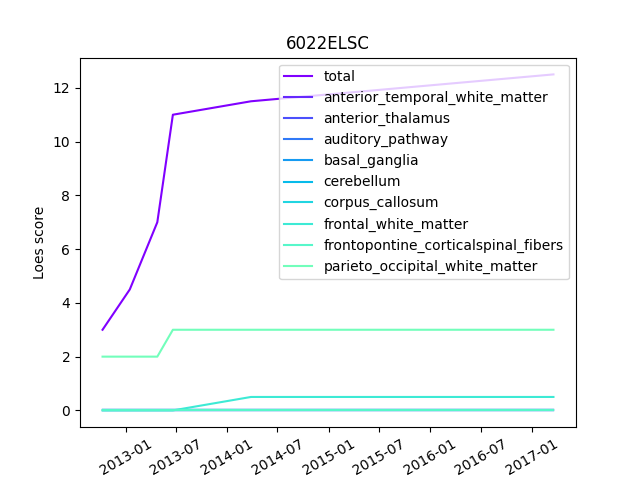 6022ELSC
Loes score
12
10
8
6
4
2
0
total
anterior_temporal_white_matter
anterior_thalamus
auditory_pathway
basal_ganglia
cerebellum
corpus_callosum
frontal_white_matter
frontopontine_corticalspinal_fibers
parieto_occipital_white_matter
2013-01
2013-07
2014-01
2014-07
2015-01
2015-07
2016-01
2016-07
2017-01